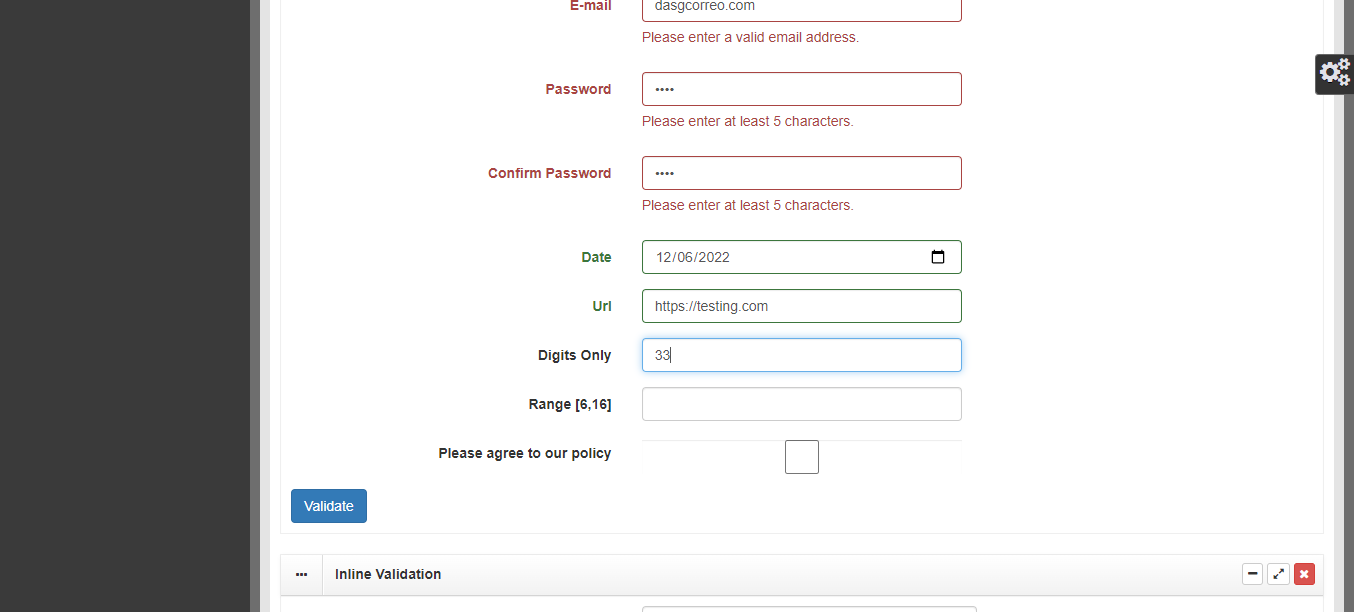 E-mail dasgcorreo.com
Please enter a valid email address.
Password ••••
Please enter at least 5 characters.
Confirm Password ••••
Please enter at least 5 characters.
Date 12/06/2022
Url https://testing.com
Digits Only 33
Range [6,16]
Please agree to our policy
Validate
Inline Validation